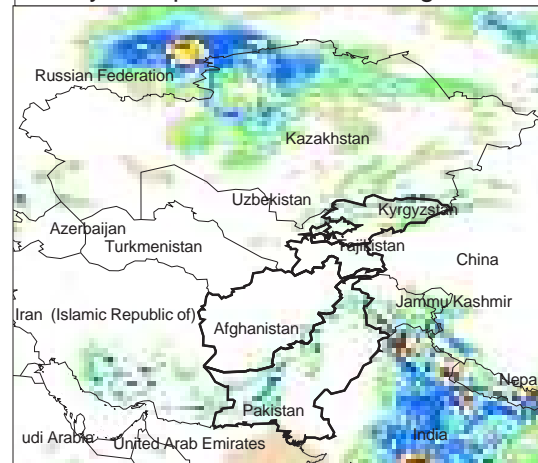 Russian Federation
Kazakhstan
Uzbekistan
Kyrgyzstan
Azerbaijan
Turkmenistan
Tajikistan
China
Jammu Kashmir
Iran (Islamic Republic of)
Afghanistan
Nepa
Pakistan
India
udi Arabia
United Arab Emirates